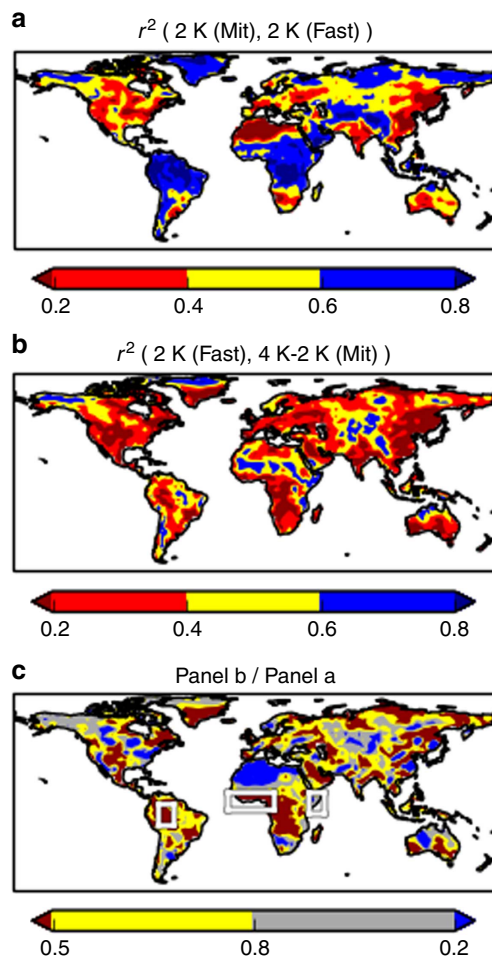 a
r² ( 2 K (Mit), 2 K (Fast) )
0.2 0.4 0.6 0.8
b
r² ( 2 K (Fast), 4 K-2 K (Mit) )
0.2 0.4 0.6 0.8
c
Panel b / Panel a
0.5 0.8 0.2